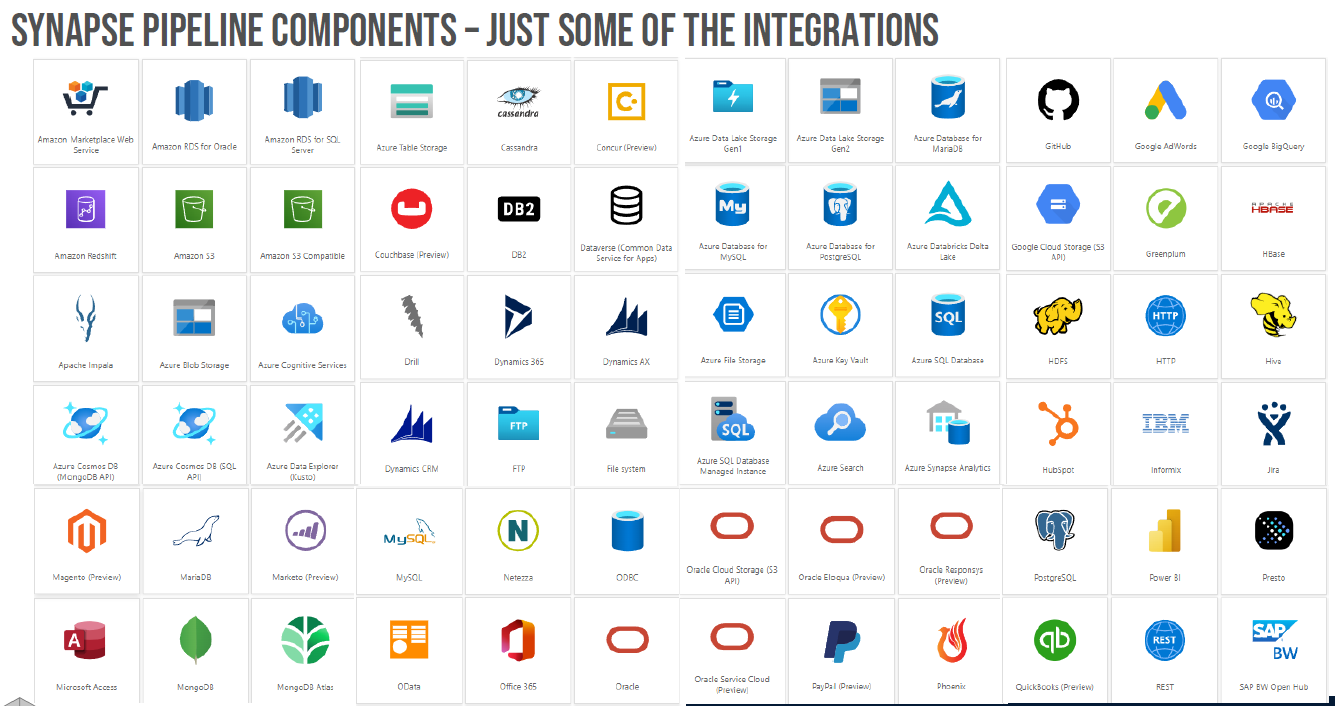 SYNAPSE PIPELINE COMPONENTS – JUST SOME OF THE INTEGRATIONS
Amazon Marketplace Web
Service
Amazon RDS for Oracle
Amazon RDS for SQL
Server
Azure Table Storage
cassandra
Cassandra
C
Concur (Preview)
Azure Data Lake Storage
Gen1
Azure Data Lake Storage
Gen2
Azure Database for
MariaDB
GitHub
Google AdWords
Google BigQuery
Amazon Redshift
Amazon S3
Amazon S3 Compatible
Couchbase (Preview)
DB2
DB2
Dataverse (Common Data
Service for Apps)
My
Azure Database for
MySQL
Azure Database for
PostgreSQL
Azure Databricks Delta
Lake
Google Cloud Storage (S3
API)
Greenplum
APACHE
HBASE
HBase
Apache Impala
Azure Blob Storage
Azure Cognitive Services
Drill
Dynamics 365
Dynamics AX
Azure File Storage
Azure Key Vault
SQL
Azure SQL Database
HDFS
HTTP
HTTP
Hive
Azure Cosmos DB
(MongoDB API)
Azure Cosmos DB (SQL
API)
Azure Data Explorer
(Kusto)
Dynamics CRM
FTP
FTP
File system
SQL
Azure SQL Database
Managed Instance
Azure Search
Azure Synapse Analytics
HubSpot
IBM
Informix
Jira
Magento (Preview)
MariaDB
Marketo (Preview)
MySQL
MySQL
N
Netezza
ODBC
Oracle Cloud Storage (S3
API)
Oracle Eloqua (Preview)
Oracle Responsys
(Preview)
PostgreSQL
Power BI
Presto
A
Microsoft Access
MongoDB
MongoDB Atlas
OData
Office 365
Oracle
Oracle Service Cloud
(Preview)
PayPal (Preview)
Phoenix
qb
QuickBooks (Preview)
REST
REST
SAP
BW
SAP BW Open Hub